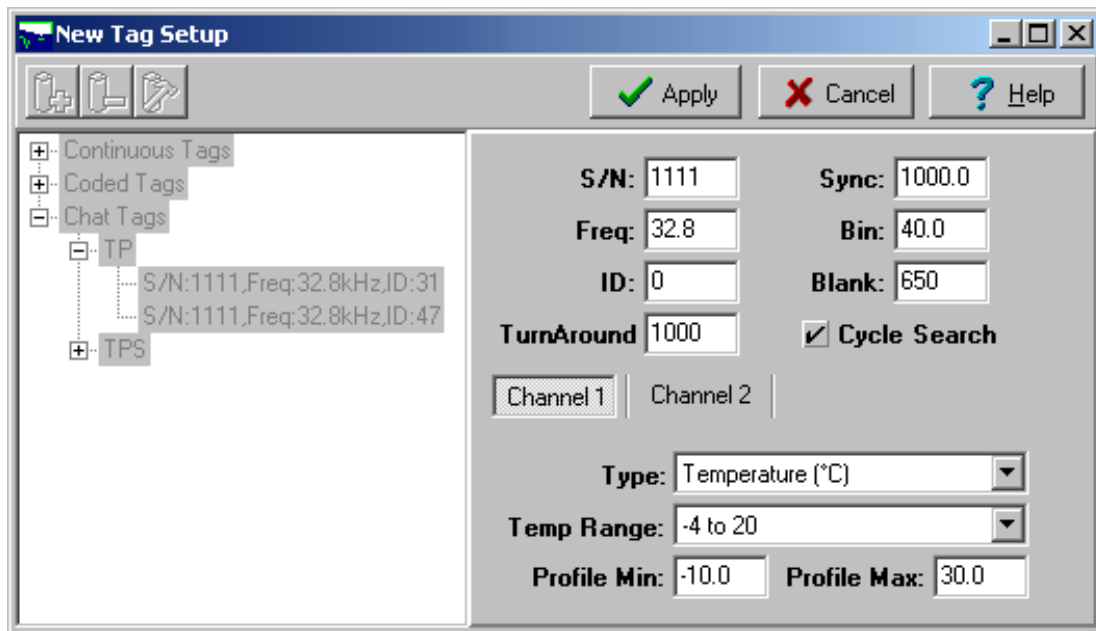 New Tag Setup
Apply Cancel Help
Continuous Tags
Coded Tags
Chat Tags
TP
S/N:1111,Freq:32.8kHz,ID:31
S/N:1111,Freq:32.8kHz,ID:47
TPS
S/N: 1111 Sync: 1000.0
Freq: 32.8 Bin: 40.0
ID: 0 Blank: 650
TurnAround 1000 Cycle Search
Channel 1 Channel 2
Type: Temperature (°C)
Temp Range: -4 to 20
Profile Min: -10.0 Profile Max: 30.0